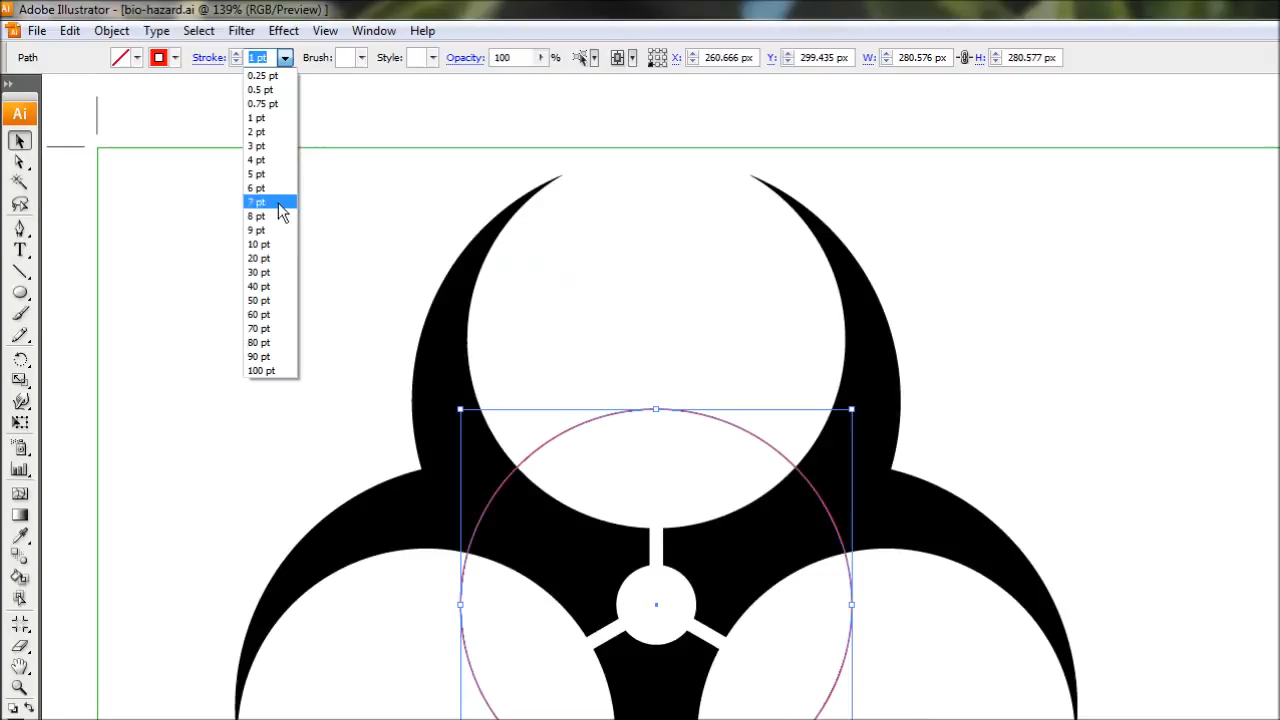 Adobe Illustrator - [bio-hazard.ai @ 139% (RGB/Preview) ]
File Edit Object Type Select Filter Effect View Window Help
Path Stroke: 1 pt Brush: Style: Opacity: 100 % X: 260.666 px Y: 299.435 px W: 280.576 px H: 280.577 px
0.25 pt
0.5 pt
0.75 pt
1 pt
2 pt
3 pt
4 pt
5 pt
6 pt
7 pt
8 pt
9 pt
10 pt
20 pt
30 pt
40 pt
50 pt
60 pt
70 pt
80 pt
90 pt
100 pt
Ai